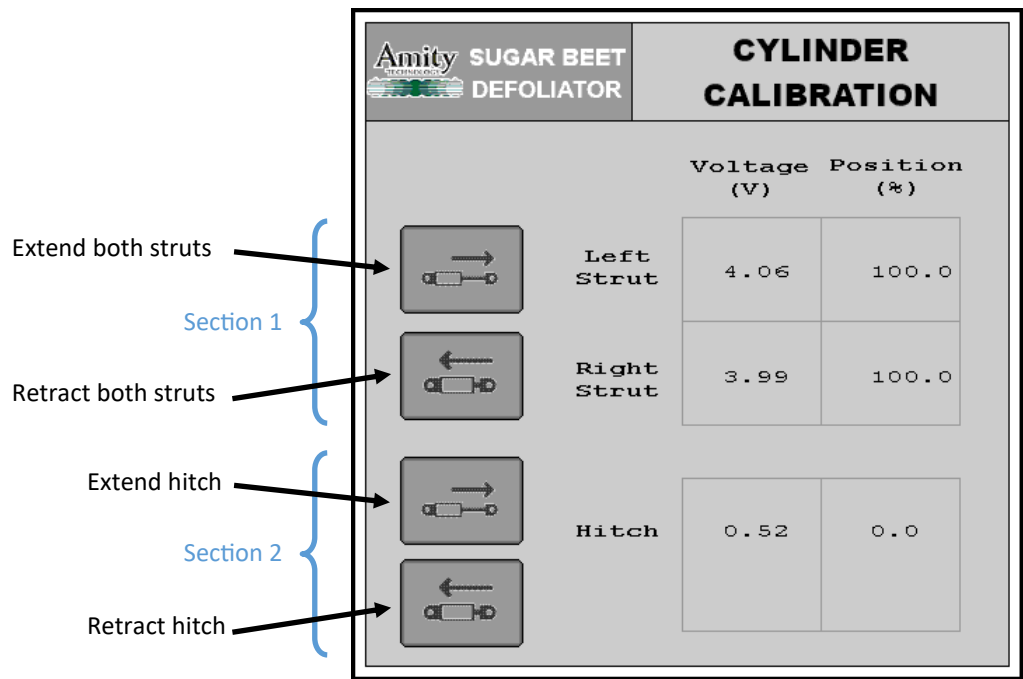 Amity
TECHNOLOGY
SUGAR BEET
DEFOLIATOR
CYLINDER
CALIBRATION
Voltage Position
(V) (%)
Extend both struts
Section 1
Retract both struts
Left
Strut
4.06 100.0
Right
Strut
3.99 100.0
Extend hitch
Section 2
Retract hitch
Hitch 0.52 0.0